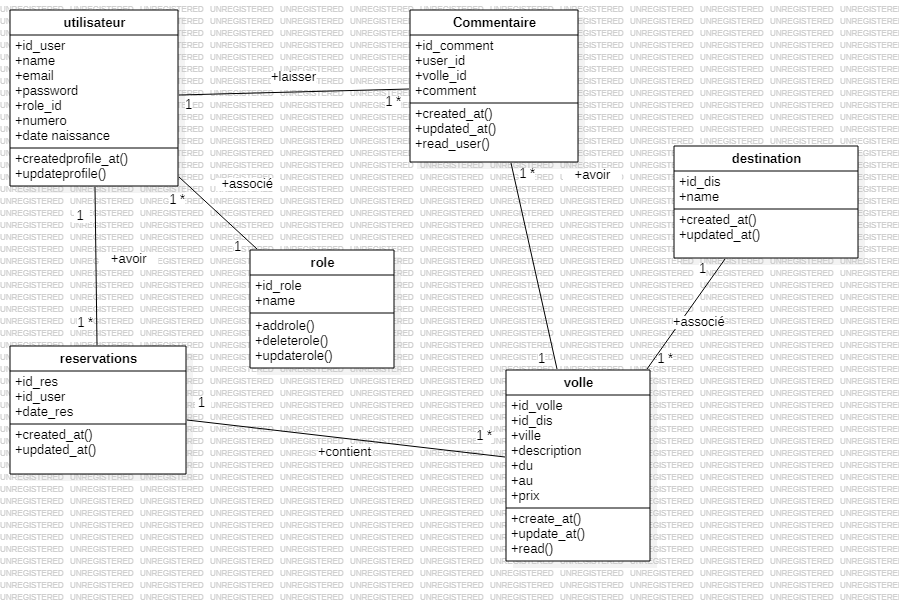 utilisateur
+id_user
+name
+email
+password
+role_id
+numero
+date naissance
+createdprofile_at()
+updateprofile()
+laisser
1
1 *
Commentaire
+id_comment
+user_id
+volle_id
+comment
+created_at()
+updated_at()
+read_user()
destination
+id_dis
+name
+created_at()
+updated_at()
1 *
+avoir
+associé
1 *
1
1
+avoir
1 *
role
+id_role
+name
+addrole()
+deleterole()
+updaterole()
1
+associé
1 *
1
reservations
+id_res
+id_user
+date_res
+created_at()
+updated_at()
1
+contient
1 *
volle
+id_volle
+id_dis
+ville
+description
+du
+au
+prix
+create_at()
+update_at()
+read()
UNREGISTERED